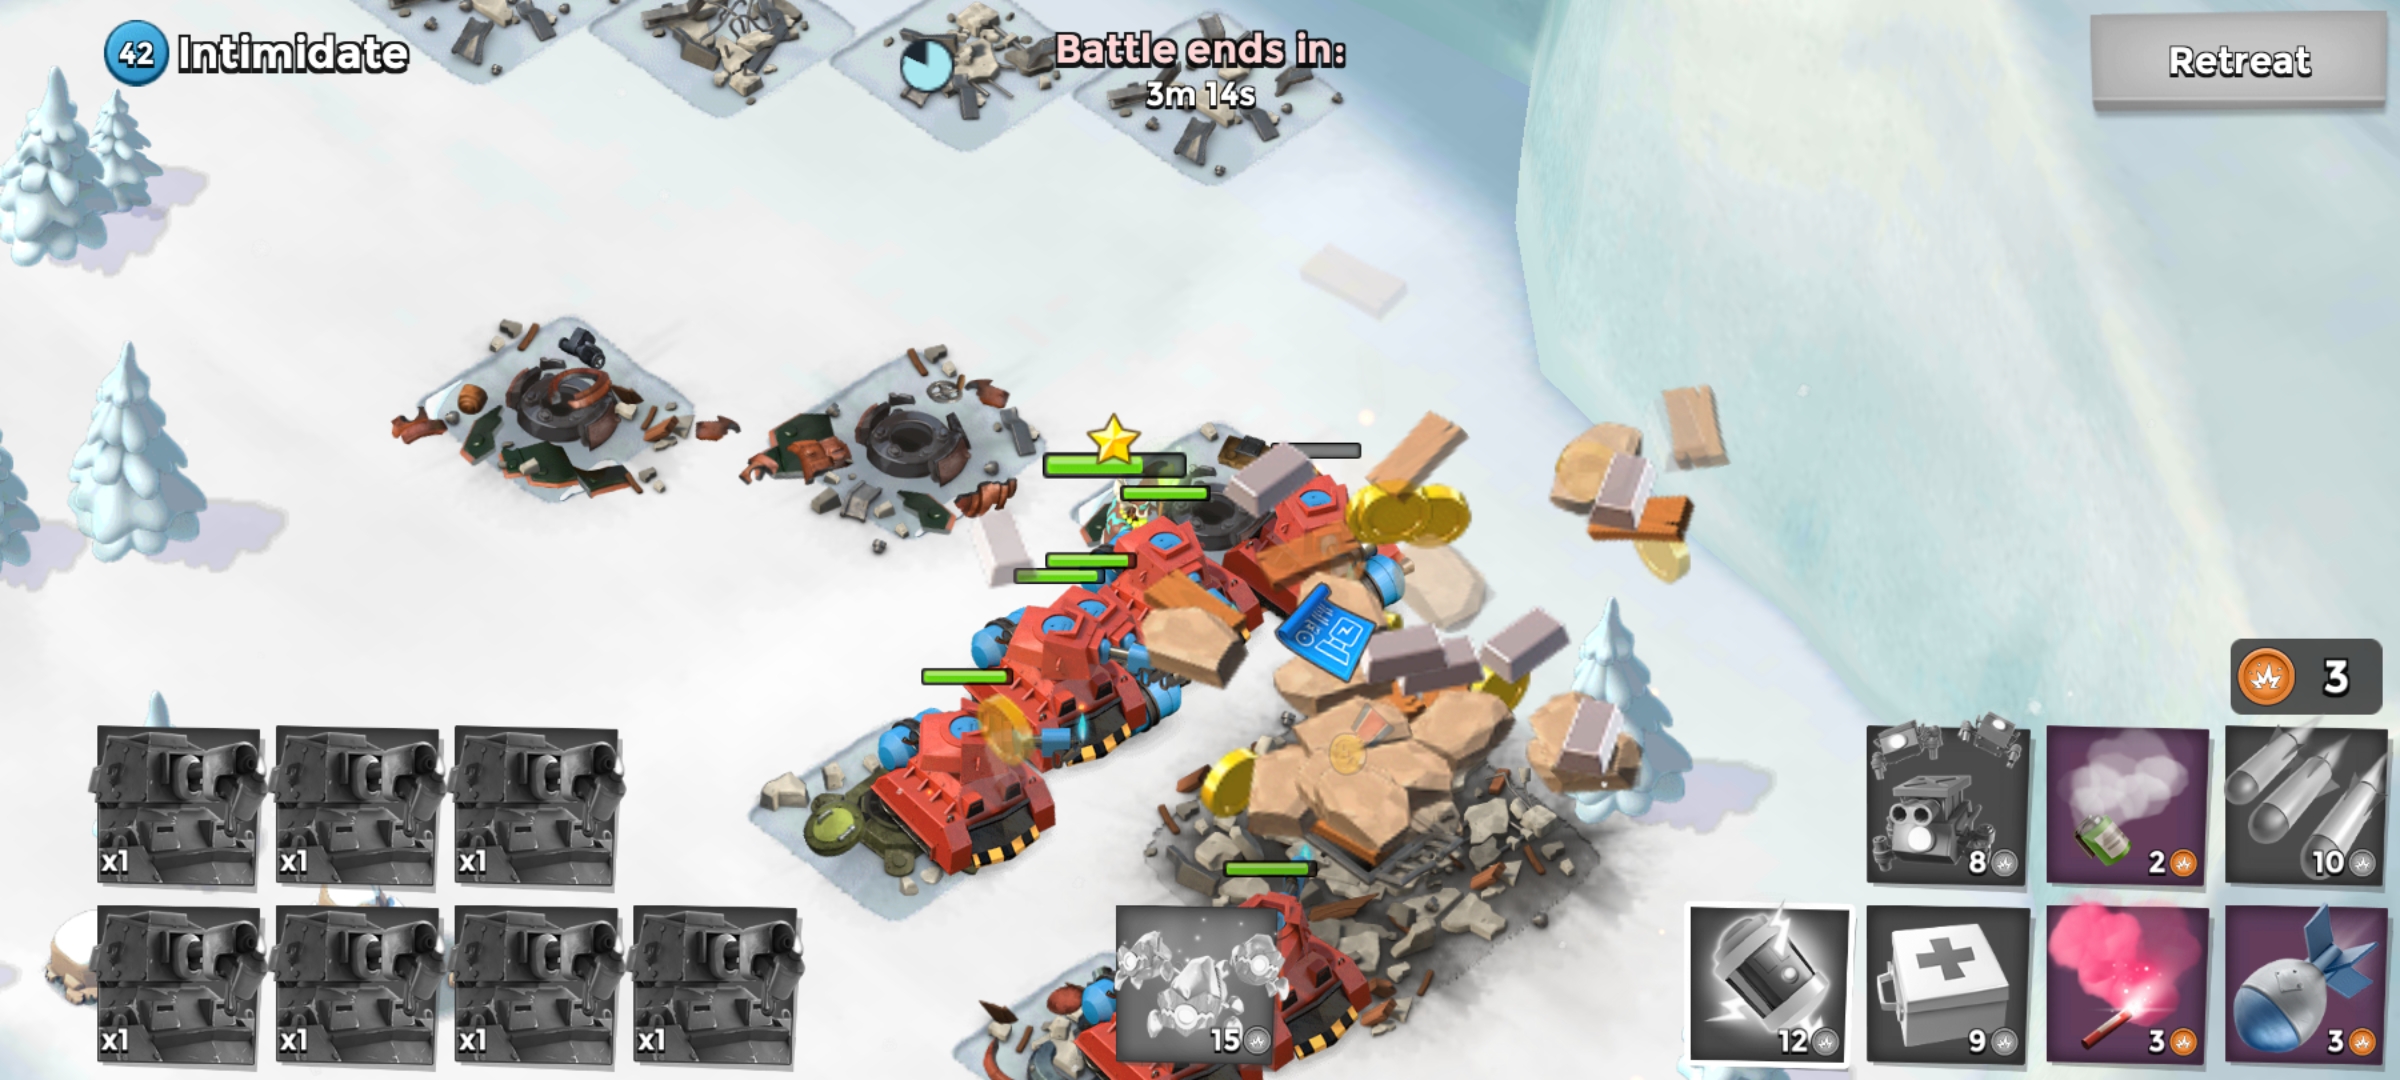 42 Intimidate
Battle ends in:
3m 14s
Retreat
3
x1 x1 x1
8 2 10
x1 x1 x1 x1
15 12 9 3 3